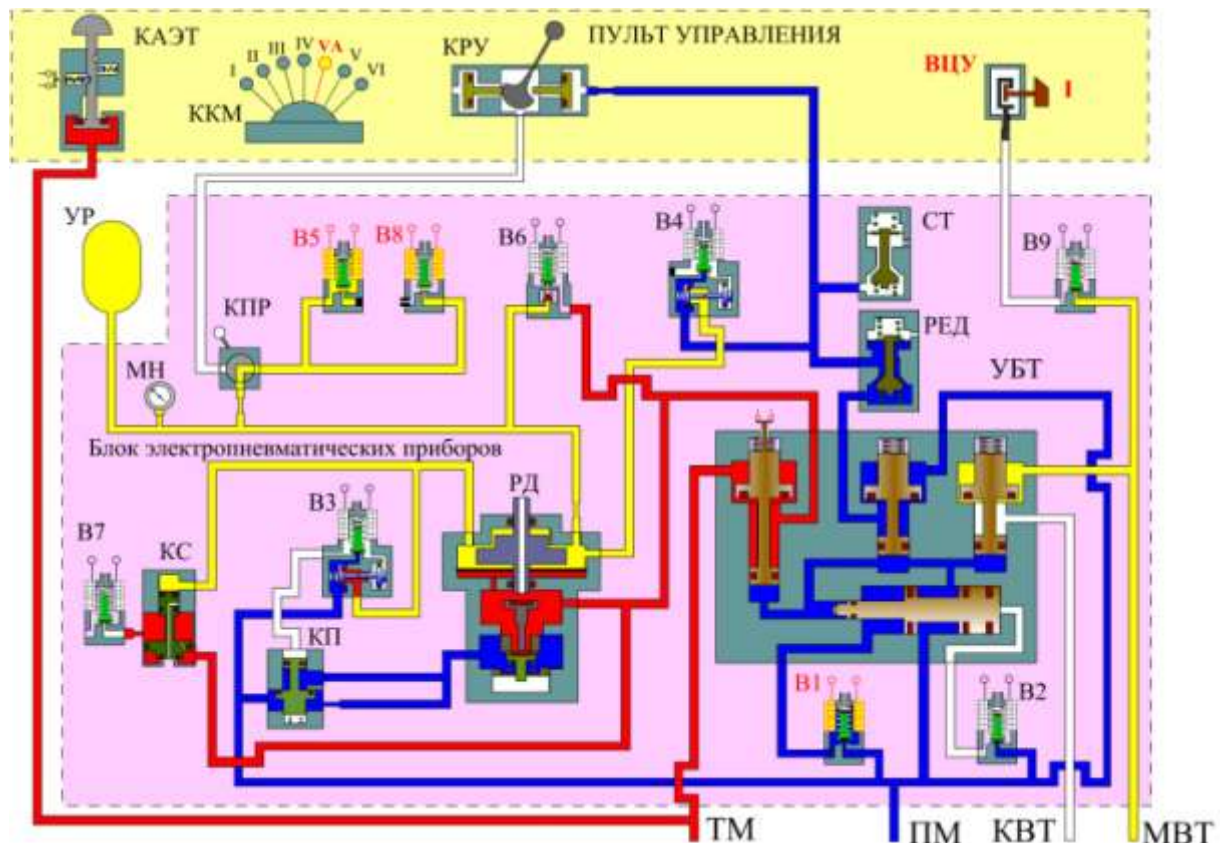 КАЭТ
ККМ
I
II
III
IV
VA
V
VI
КРУ
ПУЛЬТ УПРАВЛЕНИЯ
ВЦУ
I
УР
В5
В8
В6
В4
СТ
В9
КПР
РЕД
МН
УБТ
Блок электропневматических приборов
РД
В3
В7
КС
КП
В1
В2
ТМ
ПМ
КВТ
МВТ